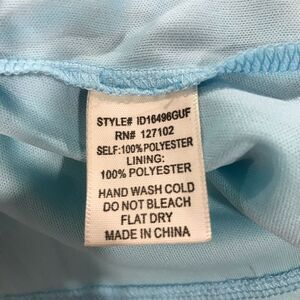 STYLE# ID16496GUF
RN# 127102
SELF:100%POLYESTER
LINING:
100% POLYESTER
HAND WASH COLD
DO NOT BLEACH
FLAT DRY
MADE IN CHINA